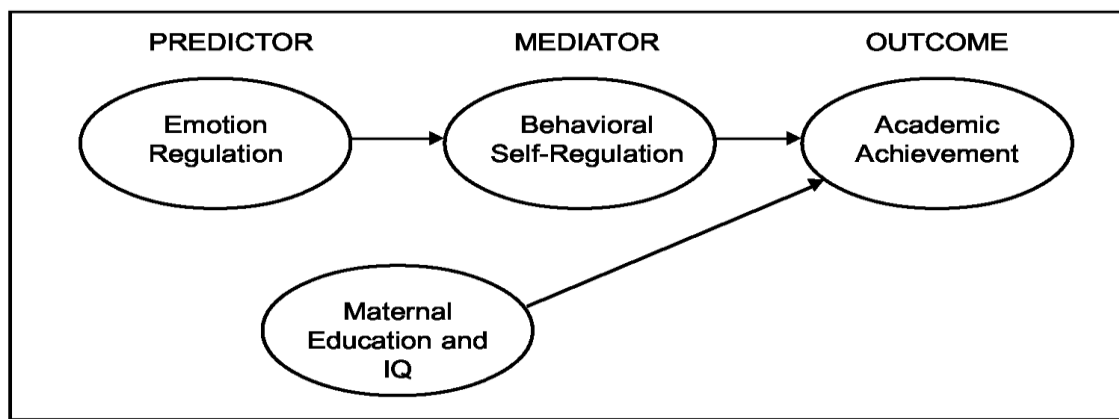 PREDICTOR
MEDIATOR
OUTCOME
Emotion
Regulation
Behavioral
Self-Regulation
Academic
Achievement
Maternal
Education and
IQ